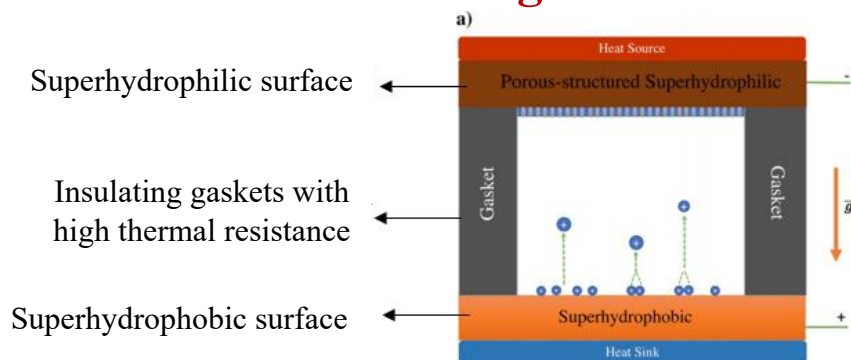 a)
Heat Source
Superhydrophilic surface
Porous-structured Superhydrophilic
-
Insulating gaskets with
high thermal resistance
Gasket
Gasket
g
+ + +
+ + + + + + + + +
Superhydrophobic surface
Superhydrophobic
+
Heat Sink